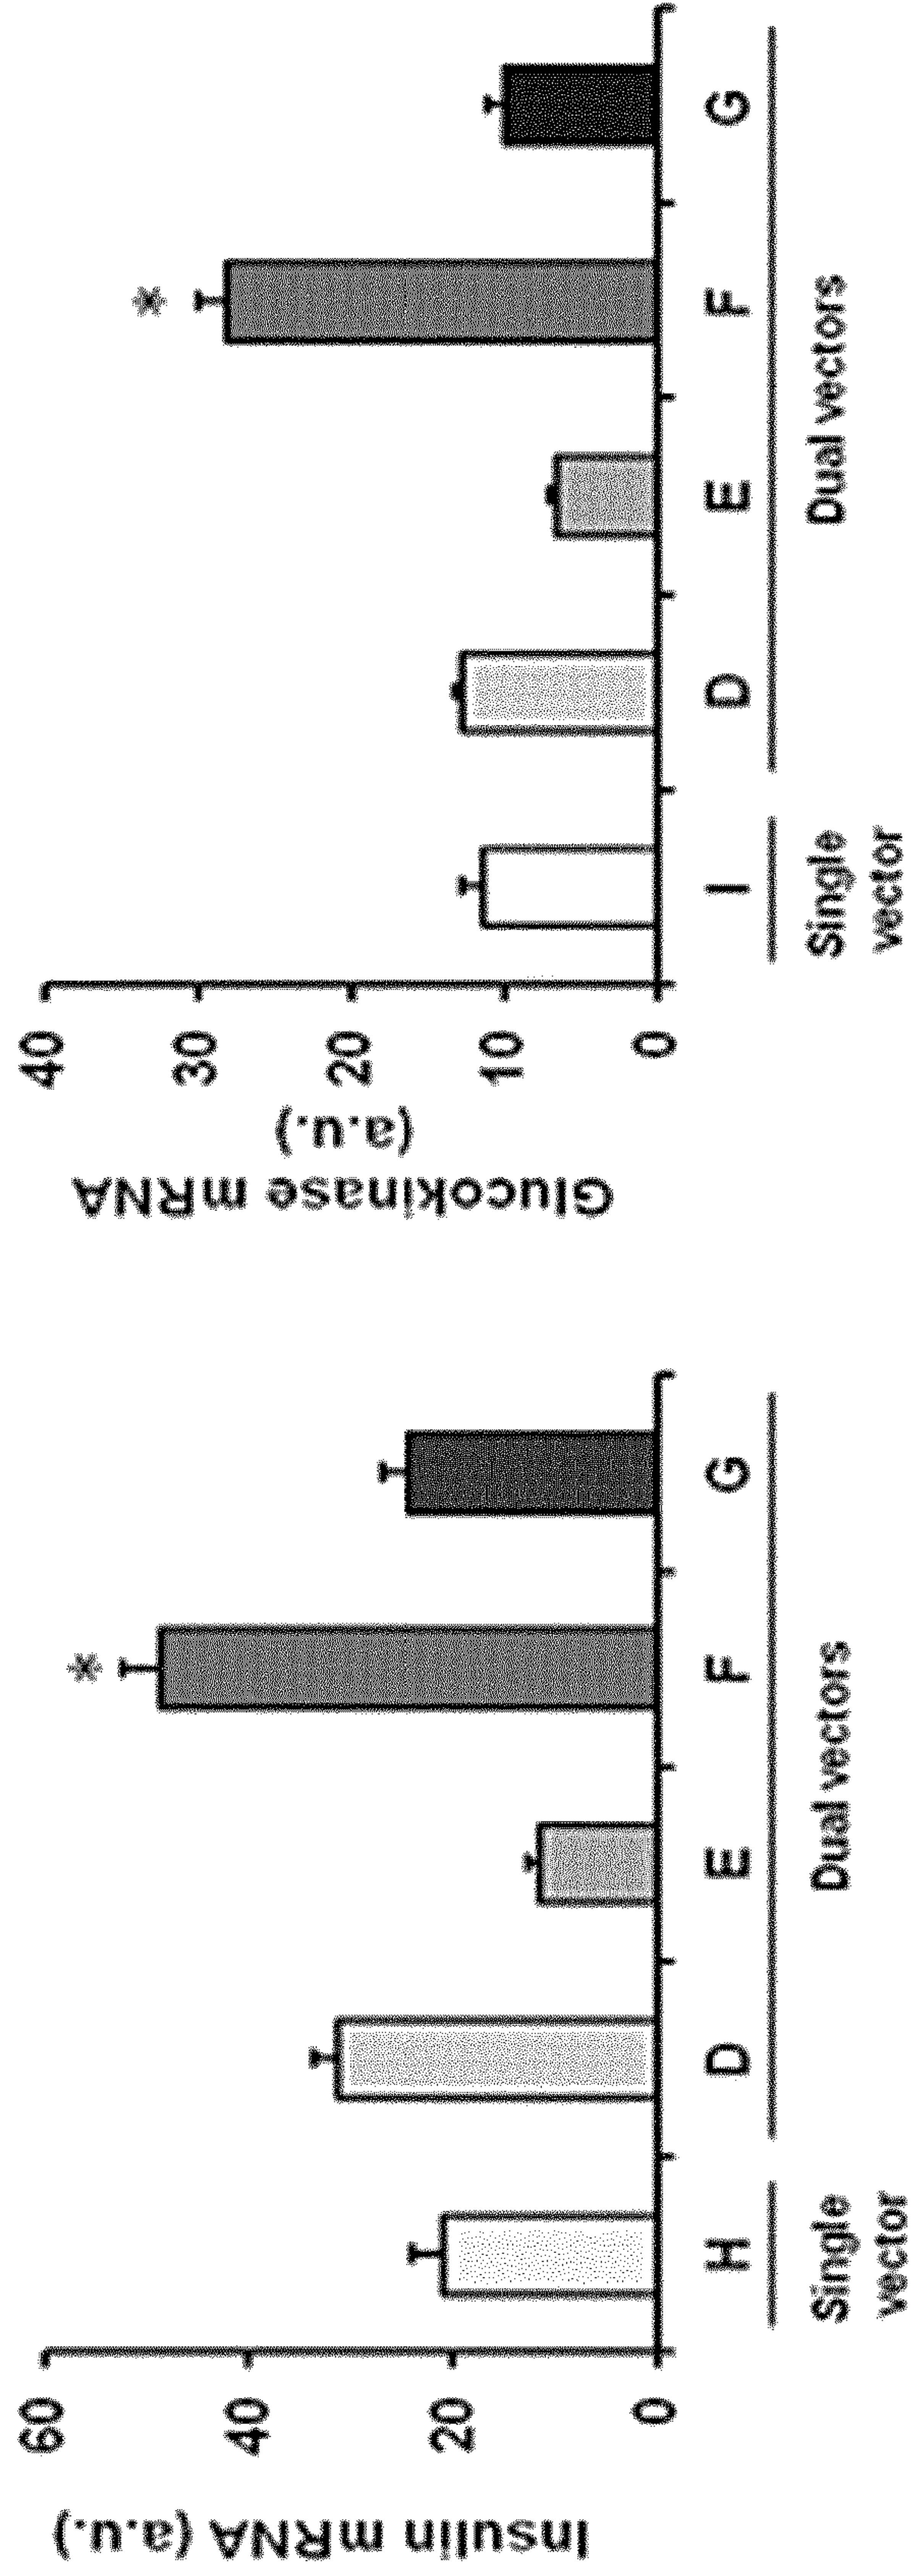 Insulin mRNA (a.u.)
60
40
20
0
H
D
E
F
G
*
Single
vector
Dual vectors
Glucokinase mRNA
(a.u.)
40
30
20
10
0
I
D
E
F
G
*
Single
vector
Dual vectors